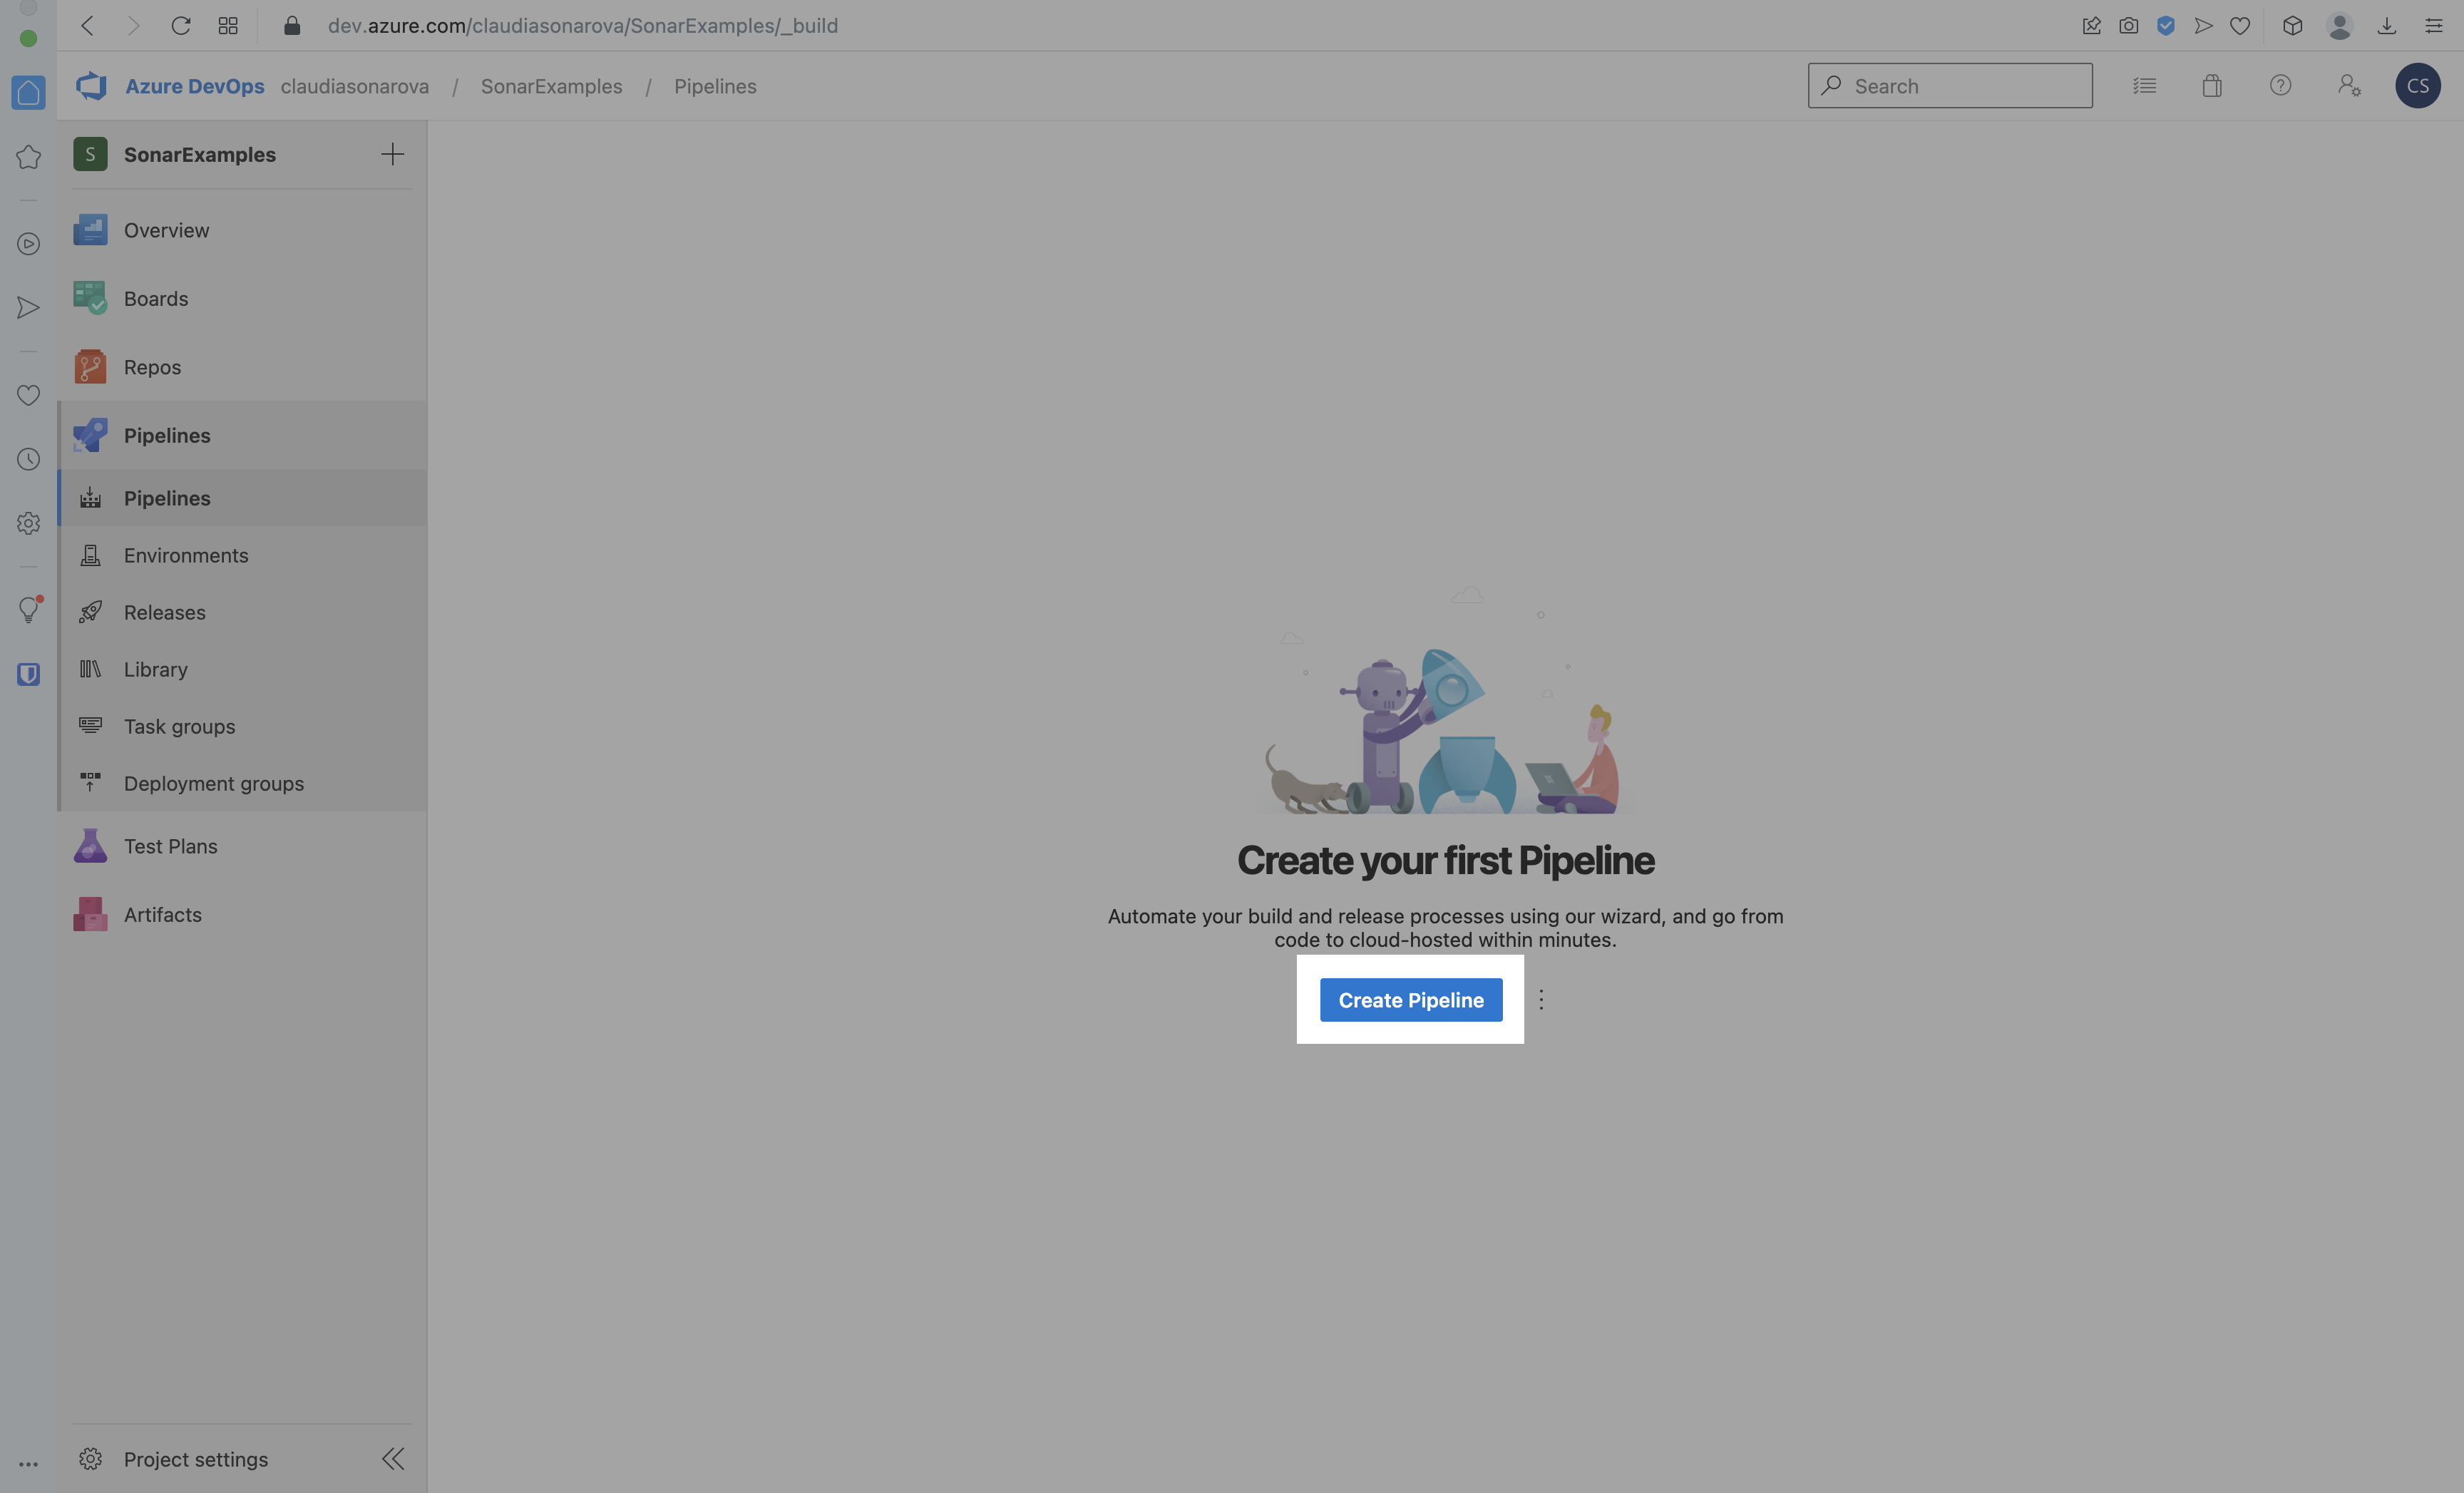 dev.azure.com/claudiasonarova/SonarExamples/_build
Azure DevOps claudiasonarova / SonarExamples / Pipelines
Search
CS
S SonarExamples
Overview
Boards
Repos
Pipelines
Pipelines
Environments
Releases
Library
Task groups
Deployment groups
Test Plans
Artifacts
Create your first Pipeline
Automate your build and release processes using our wizard, and go from
code to cloud-hosted within minutes.
Create Pipeline
Project settings